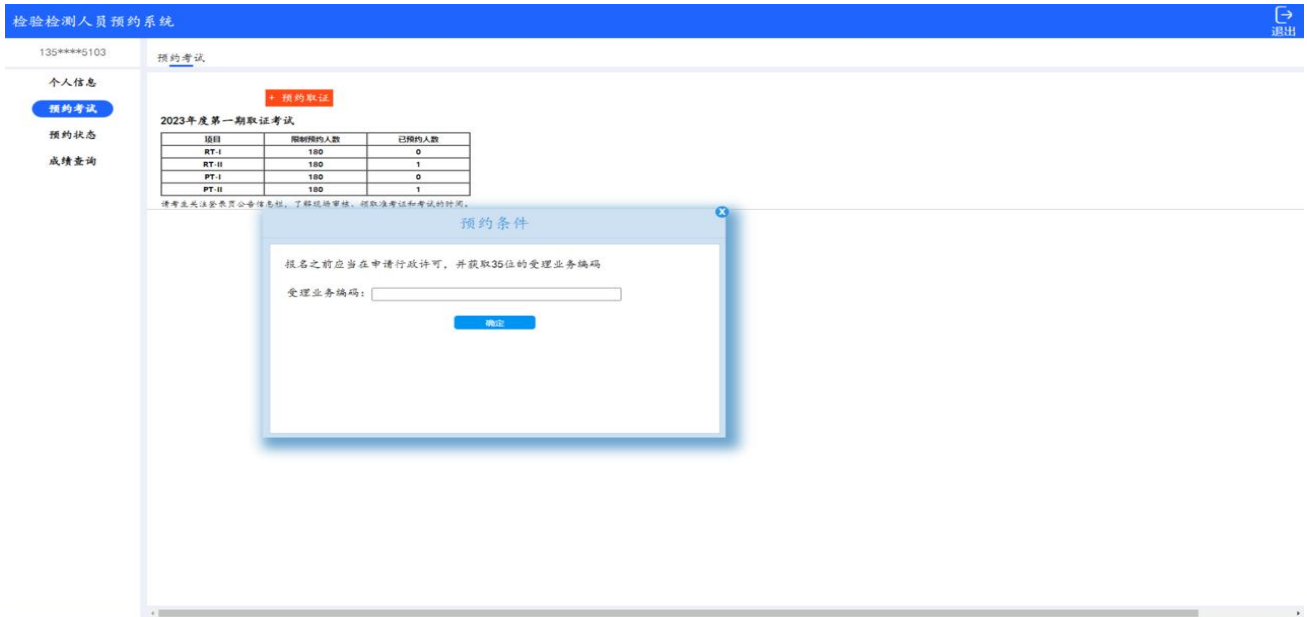 检验检测人员预约系统
退出
135****5103
个人信息
预约考试
预约状态
成绩查询
预约考试
+ 预约取证
2023年度第一期取证考试
项目 限制预约人数 已预约人数
RT-I 180 0
RT-II 180 1
PT-I 180 0
PT-II 180 1
请考生关注登录页公告信息栏，了解现场审核、领取准考证和考试的时间。
预约条件
报名之前应当在申请行政许可，并获取35位的受理业务编码
受理业务编码：
确定